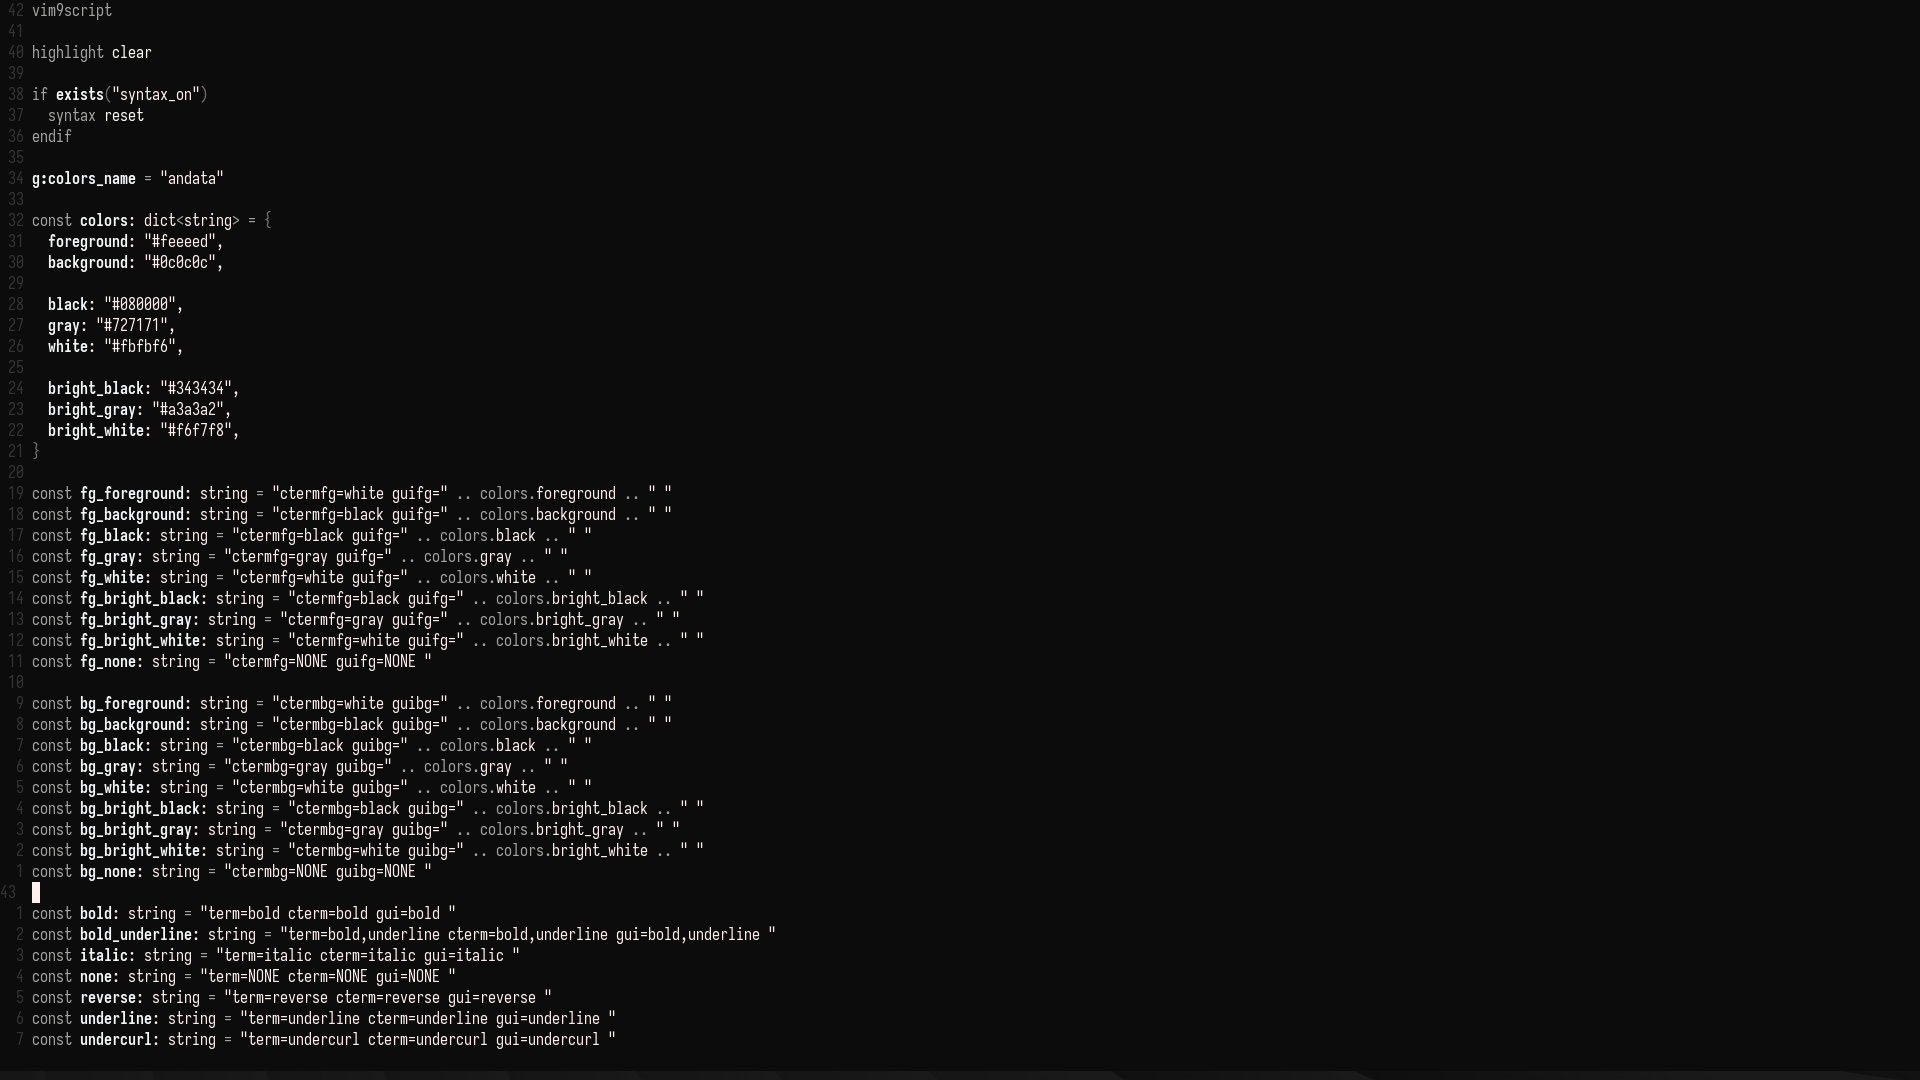 42 vim9script
41
40 highlight clear
39
38 if exists("syntax_on")
37   syntax reset
36 endif
35
34 g:colors_name = "andata"
33
32 const colors: dict<string> = {
31   foreground: "#feeeed",
30   background: "#0c0c0c",
29
28   black: "#080000",
27   gray: "#727171",
26   white: "#fbfbf6",
25
24   bright_black: "#343434",
23   bright_gray: "#a3a3a2",
22   bright_white: "#f6f7f8",
21 }
20
19 const fg_foreground: string = "ctermfg=white guifg=" .. colors.foreground .. " "
18 const fg_background: string = "ctermfg=black guifg=" .. colors.background .. " "
17 const fg_black: string = "ctermfg=black guifg=" .. colors.black .. " "
16 const fg_gray: string = "ctermfg=gray guifg=" .. colors.gray .. " "
15 const fg_white: string = "ctermfg=white guifg=" .. colors.white .. " "
14 const fg_bright_black: string = "ctermfg=black guifg=" .. colors.bright_black .. " "
13 const fg_bright_gray: string = "ctermfg=gray guifg=" .. colors.bright_gray .. " "
12 const fg_bright_white: string = "ctermfg=white guifg=" .. colors.bright_white .. " "
11 const fg_none: string = "ctermfg=NONE guifg=NONE "
10
9 const bg_foreground: string = "ctermbg=white guibg=" .. colors.foreground .. " "
8 const bg_background: string = "ctermbg=black guibg=" .. colors.background .. " "
7 const bg_black: string = "ctermbg=black guibg=" .. colors.black .. " "
6 const bg_gray: string = "ctermbg=gray guibg=" .. colors.gray .. " "
5 const bg_white: string = "ctermbg=white guibg=" .. colors.white .. " "
4 const bg_bright_black: string = "ctermbg=black guibg=" .. colors.bright_black .. " "
3 const bg_bright_gray: string = "ctermbg=gray guibg=" .. colors.bright_gray .. " "
2 const bg_bright_white: string = "ctermbg=white guibg=" .. colors.bright_white .. " "
1 const bg_none: string = "ctermbg=NONE guibg=NONE "
43
1 const bold: string = "term=bold cterm=bold gui=bold "
2 const bold_underline: string = "term=bold,underline cterm=bold,underline gui=bold,underline "
3 const italic: string = "term=italic cterm=italic gui=italic "
4 const none: string = "term=NONE cterm=NONE gui=NONE "
5 const reverse: string = "term=reverse cterm=reverse gui=reverse "
6 const underline: string = "term=underline cterm=underline gui=underline "
7 const undercurl: string = "term=undercurl cterm=undercurl gui=undercurl "